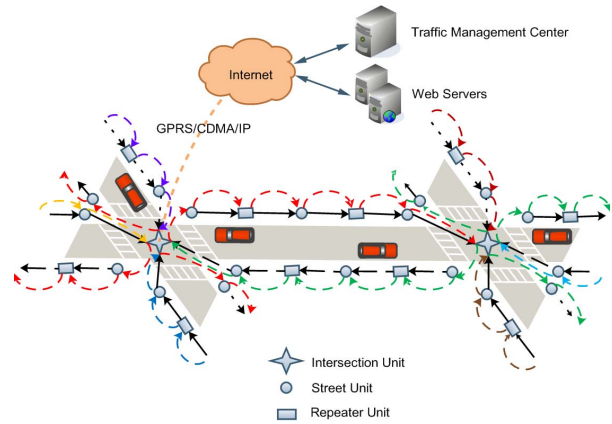 Traffic Management Center
Internet
Web Servers
GPRS/CDMA/IP
Intersection Unit
Street Unit
Repeater Unit